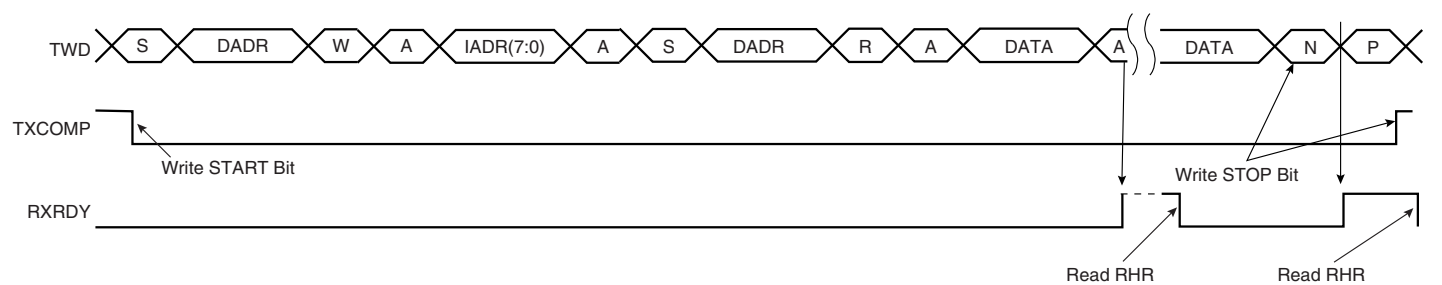 TWD S DADR W A IADR(7:0) A S DADR R A DATA A DATA N P
TXCOMP
Write START Bit
Write STOP Bit
RXRDY
Read RHR
Read RHR